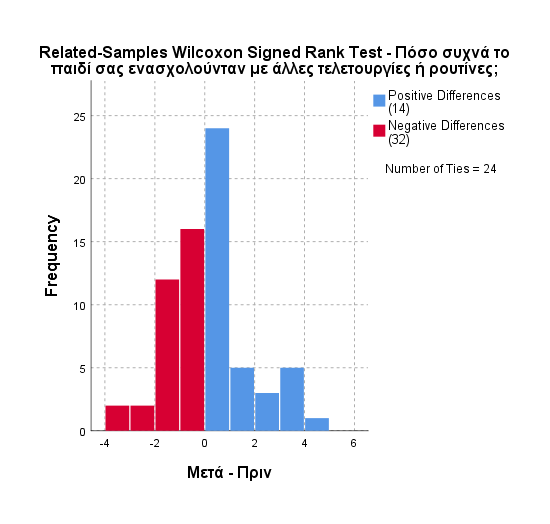 Related-Samples Wilcoxon Signed Rank Test - Πόσο συχνά το
παιδί σας ενασχολούνταν με άλλες τελετουργίες ή ρουτίνες;
Positive Differences
(14)
Negative Differences
(32)
Number of Ties = 24
Frequency
25
20
15
10
5
0
-4 -2 0 2 4 6
Μετά - Πριν